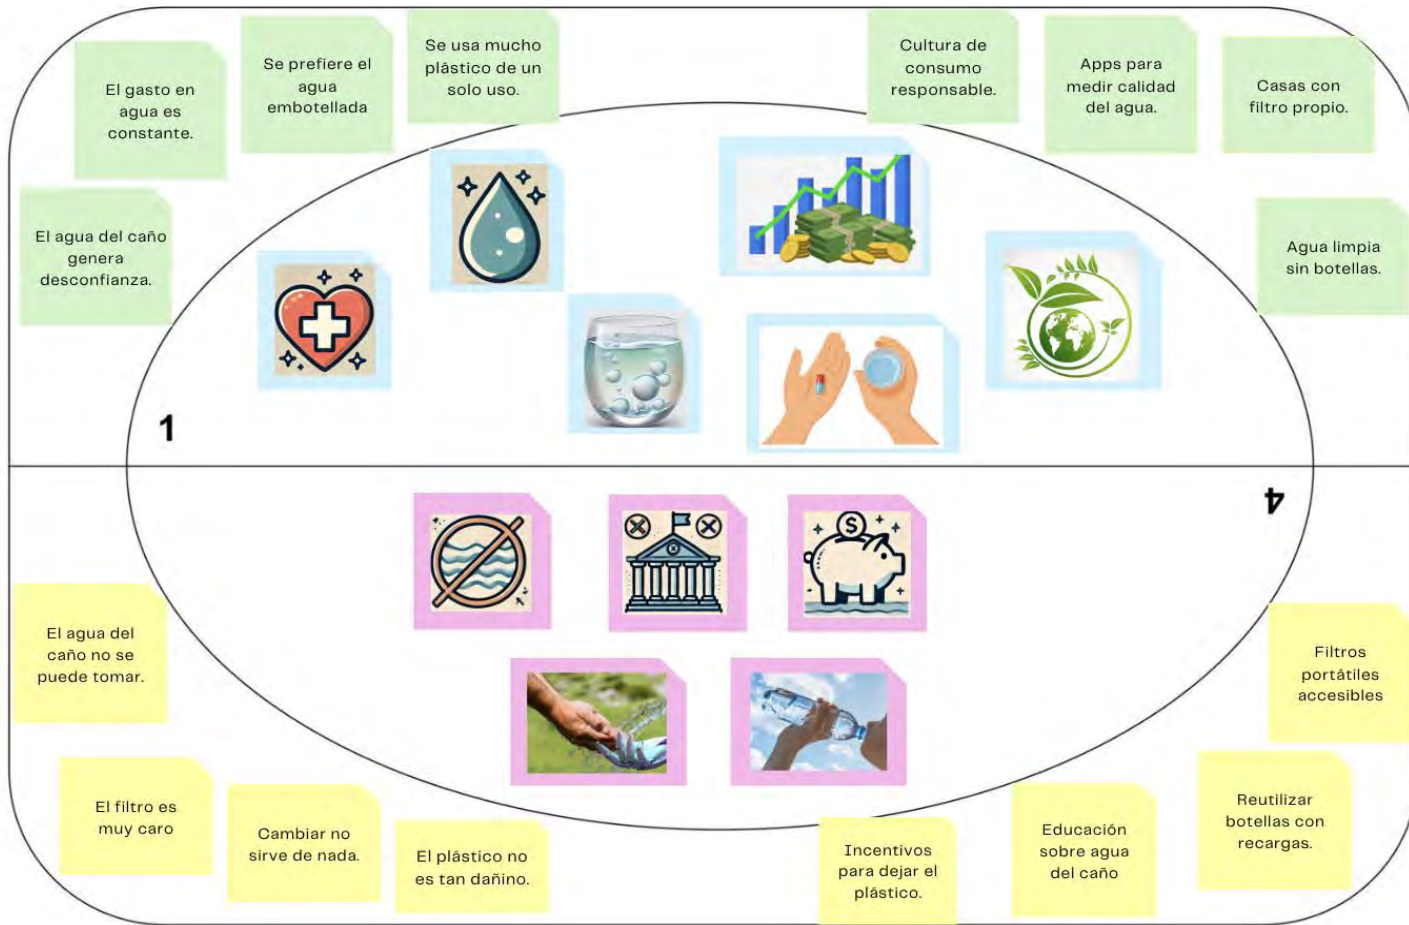 El gasto en
agua es
constante.
Se prefiere el
agua
embotellada
Se usa mucho
plástico de un
solo uso.
Cultura de
consumo
responsable.
Apps para
medir calidad
del agua.
Casas con
filtro propio.
El agua del caño
genera
desconfianza.
Agua limpia
sin botellas.
1
4
$
El agua del
caño no se
puede tomar.
Filtros
portátiles
accesibles
El filtro es
muy caro
Cambiar no
sirve de nada.
El plástico no
es tan dañino.
Incentivos
para dejar el
plástico.
Educación
sobre agua
del caño
Reutilizar
botellas con
recargas.